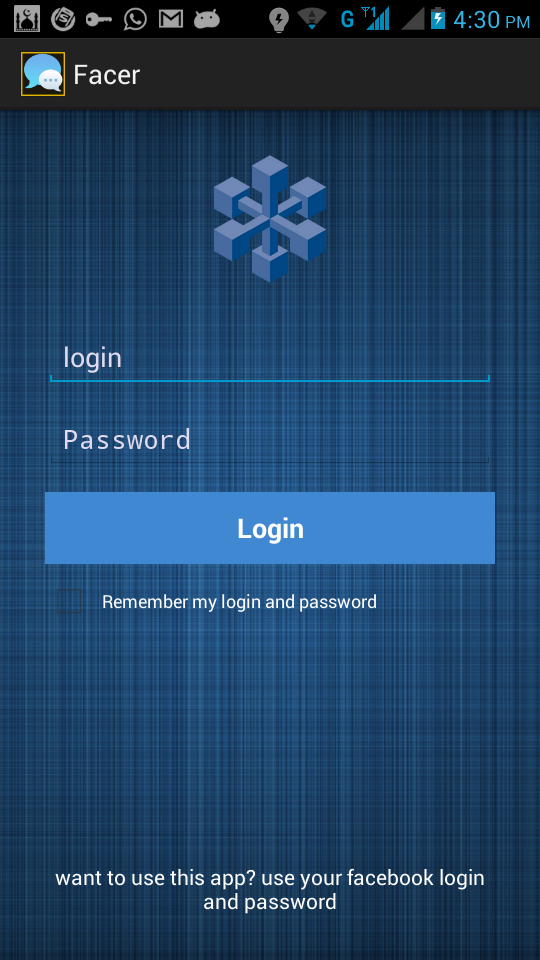 G 1 4:30 PM
Facer
login
Password
Login
Remember my login and password
want to use this app? use your facebook login
and password